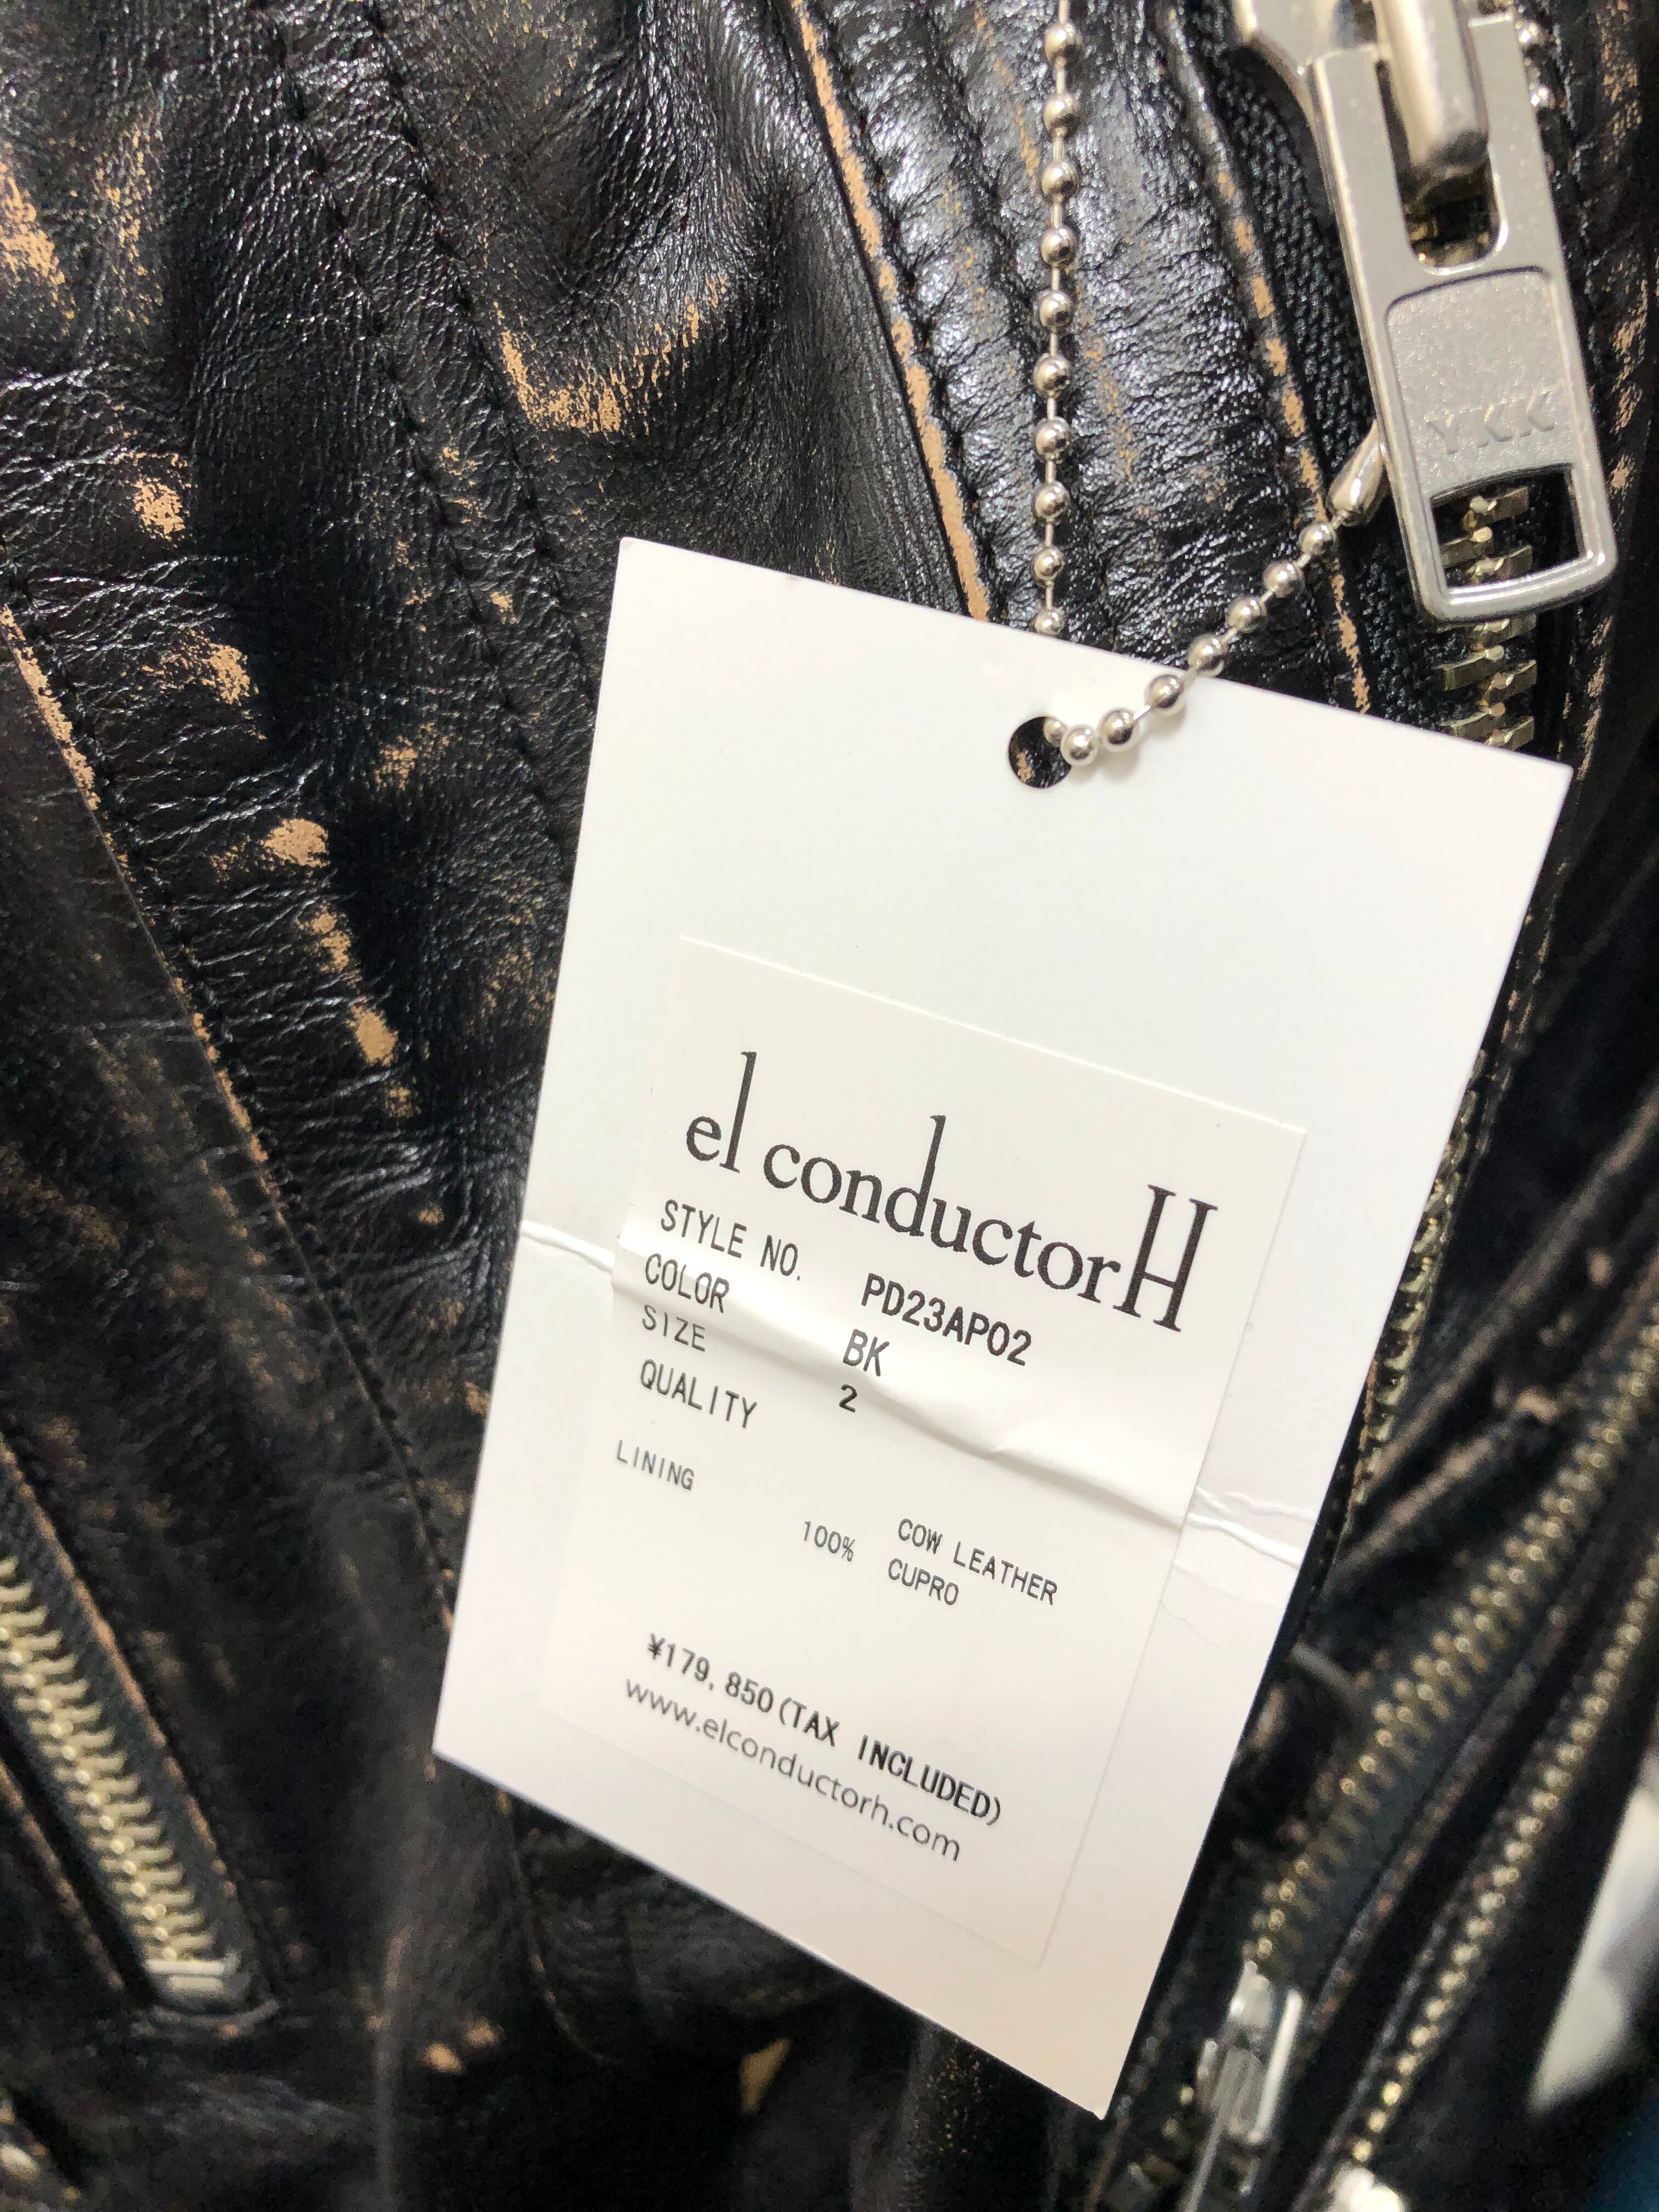 YKK
el conductorH
STYLE NO. PD23AP02
COLOR BK
SIZE 2
QUALITY
COW LEATHER
LINING 100% CUPRO
¥179,850(TAX INCLUDED)
www.elconductorh.com